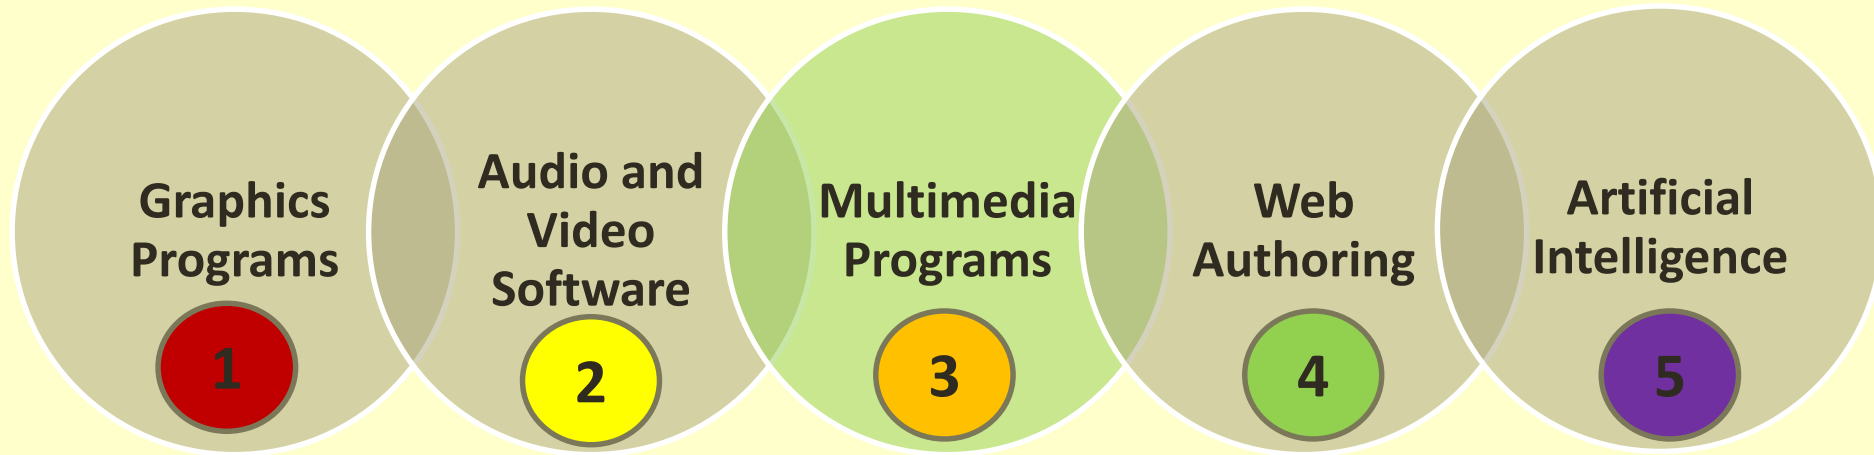 Graphics
Programs
1
Audio and
Video
Software
2
Multimedia
Programs
3
Web
Authoring
4
Artificial
Intelligence
5